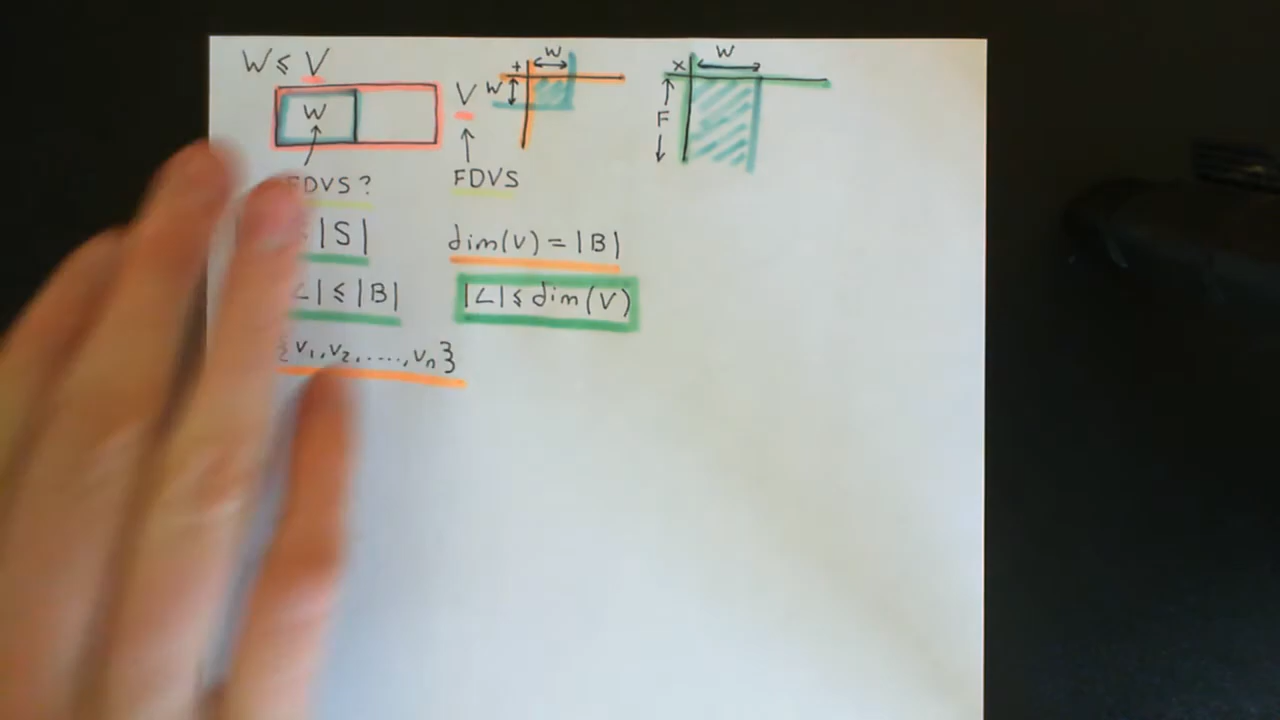 W ≤ V
W
V
+ W
W
x W
F
FDVS ?
FDVS
≤ |S|
dim(V) = |B|
L| ≤ |B|
|L| ≤ dim(V)
{v₁, v₂, ....., vₙ}